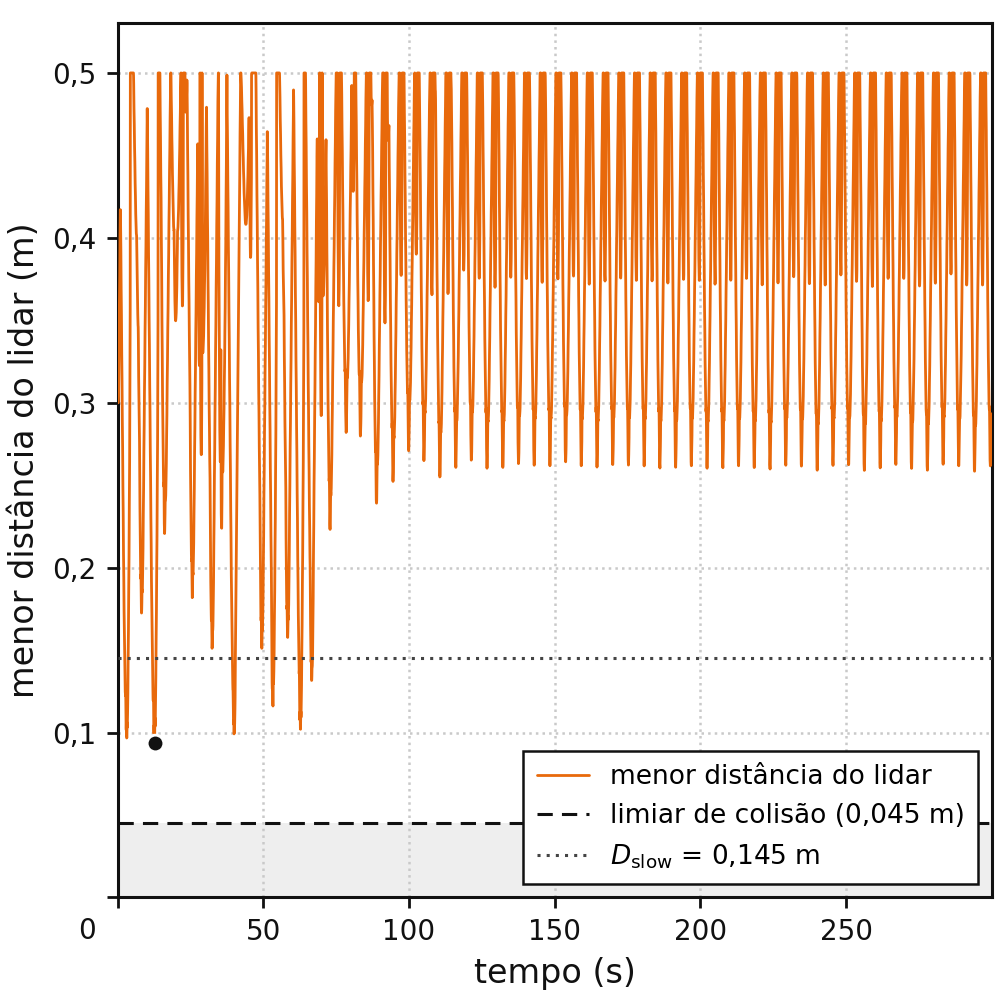 0,5
0,4
0,3
0,2
0,1
menor distância do lidar (m)
menor distância do lidar
limiar de colisão (0,045 m)
D_slow = 0,145 m
0 50 100 150 200 250
tempo (s)